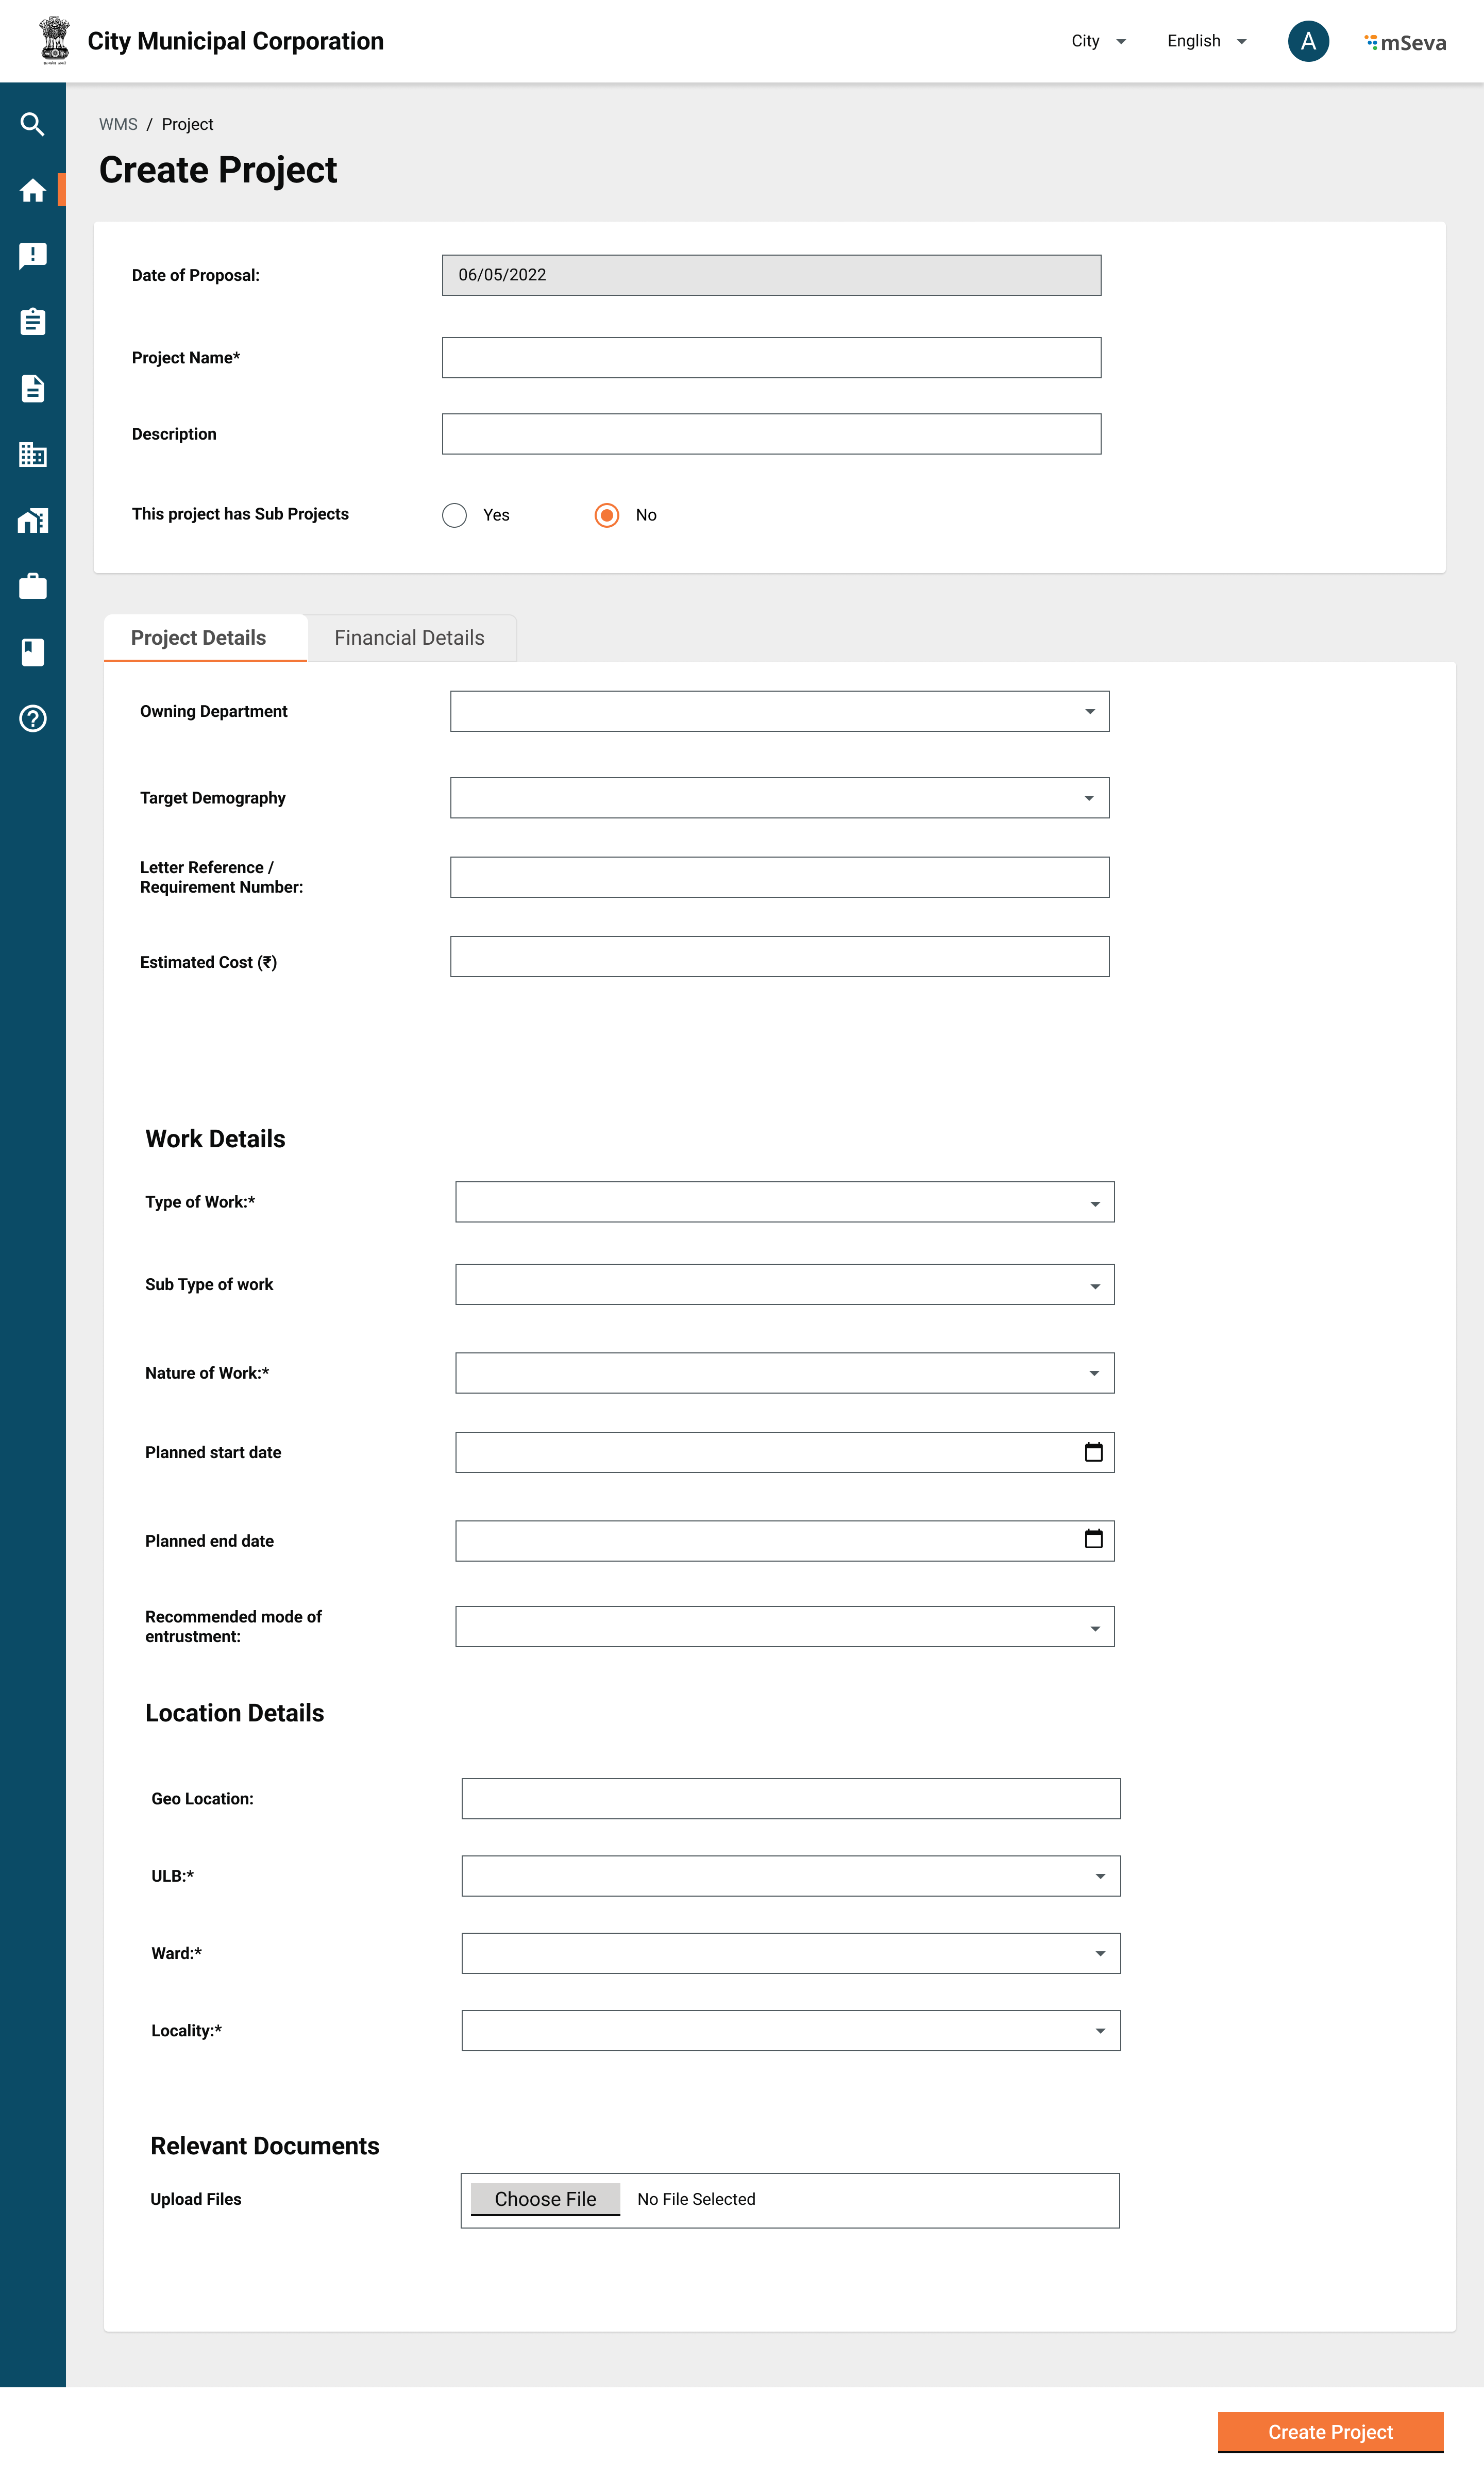 City Municipal Corporation
City
English
A
mSeva
WMS / Project
Create Project
Date of Proposal:
06/05/2022
Project Name*
Description
This project has Sub Projects
Yes
No
Project Details
Financial Details
Owning Department
Target Demography
Letter Reference /
Requirement Number:
Estimated Cost (₹)
Work Details
Type of Work:*
Sub Type of work
Nature of Work:*
Planned start date
Planned end date
Recommended mode of
entrustment:
Location Details
Geo Location:
ULB:*
Ward:*
Locality:*
Relevant Documents
Upload Files
Choose File
No File Selected
Create Project